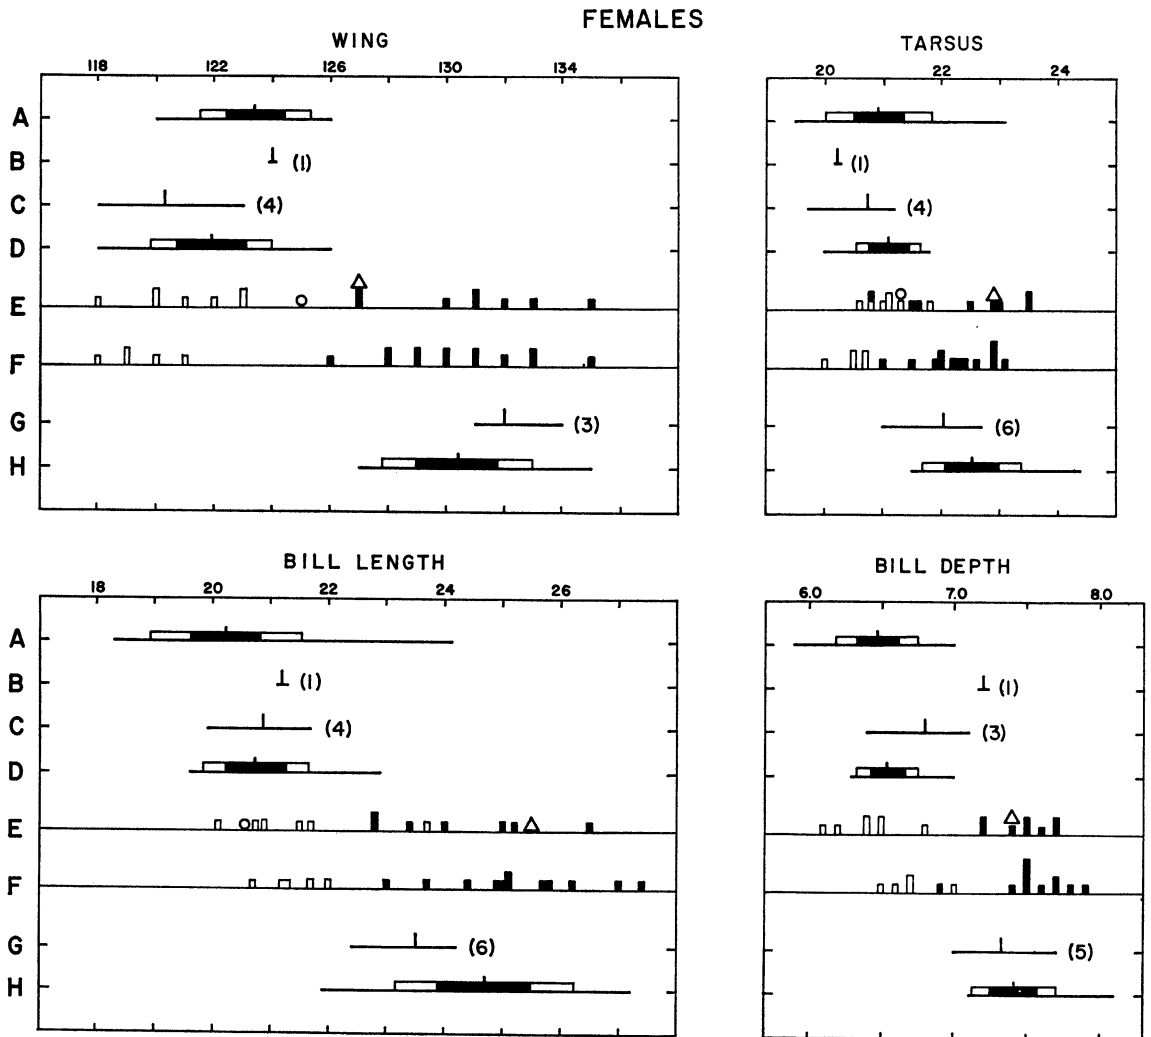 FEMALES
WING
118 122 126 130 134
A
B (1)
C (4)
D
E
F
G (3)
H
TARSUS
20 22 24
(1)
(4)
(6)
BILL LENGTH
18 20 22 24 26
A
B (1)
C (4)
D
E
F
G (6)
H
BILL DEPTH
6.0 7.0 8.0
(1)
(3)
(5)